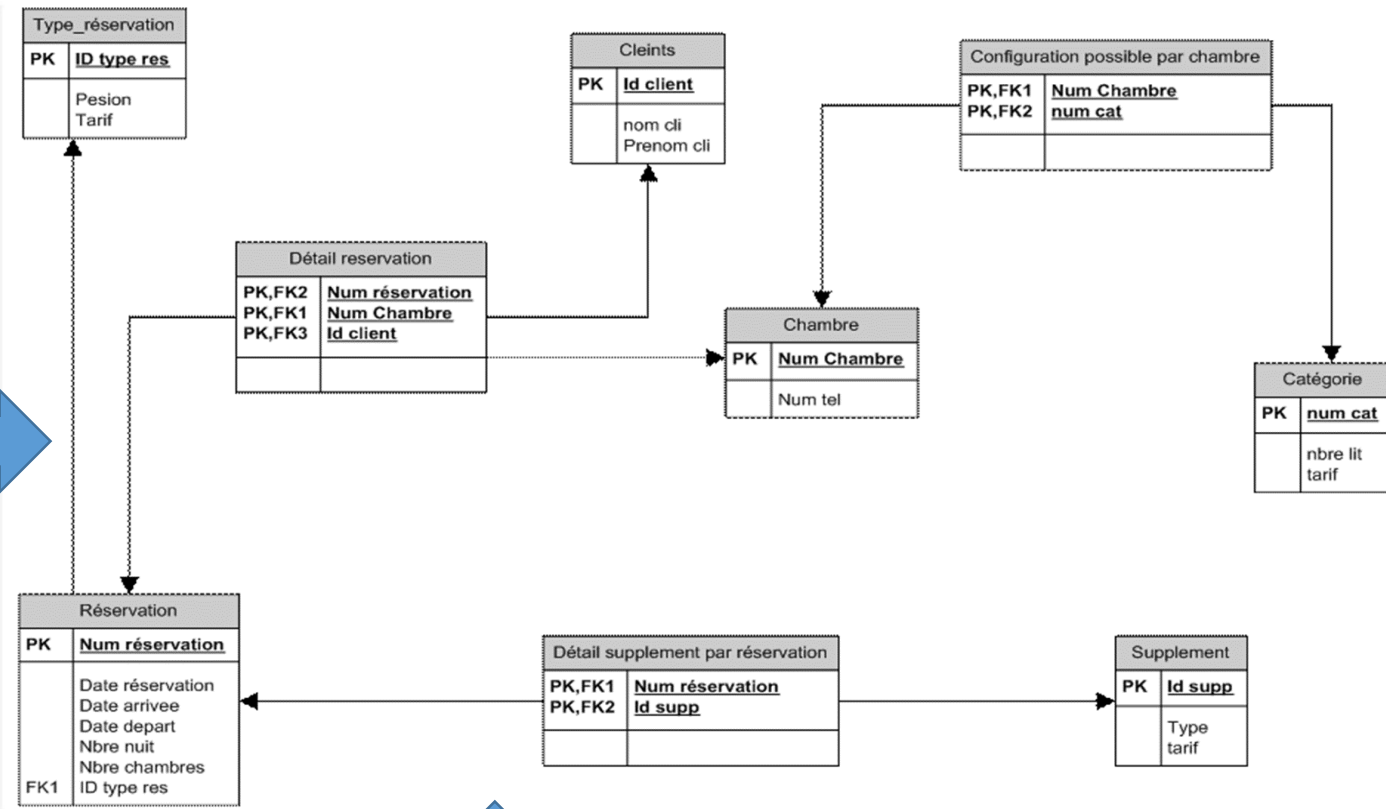 Type_réservation
PK ID type res
Pesion
Tarif
Cleints
PK Id client
nom cli
Prenom cli
Configuration possible par chambre
PK,FK1 Num Chambre
PK,FK2 num cat
Détail reservation
PK,FK2 Num réservation
PK,FK1 Num Chambre
PK,FK3 Id client
Chambre
PK Num Chambre
Num tel
Catégorie
PK num cat
nbre lit
tarif
Réservation
PK Num réservation
Date réservation
Date arrivee
Date depart
Nbre nuit
Nbre chambres
FK1 ID type res
Détail supplement par réservation
PK,FK1 Num réservation
PK,FK2 Id supp
Supplement
PK Id supp
Type
tarif